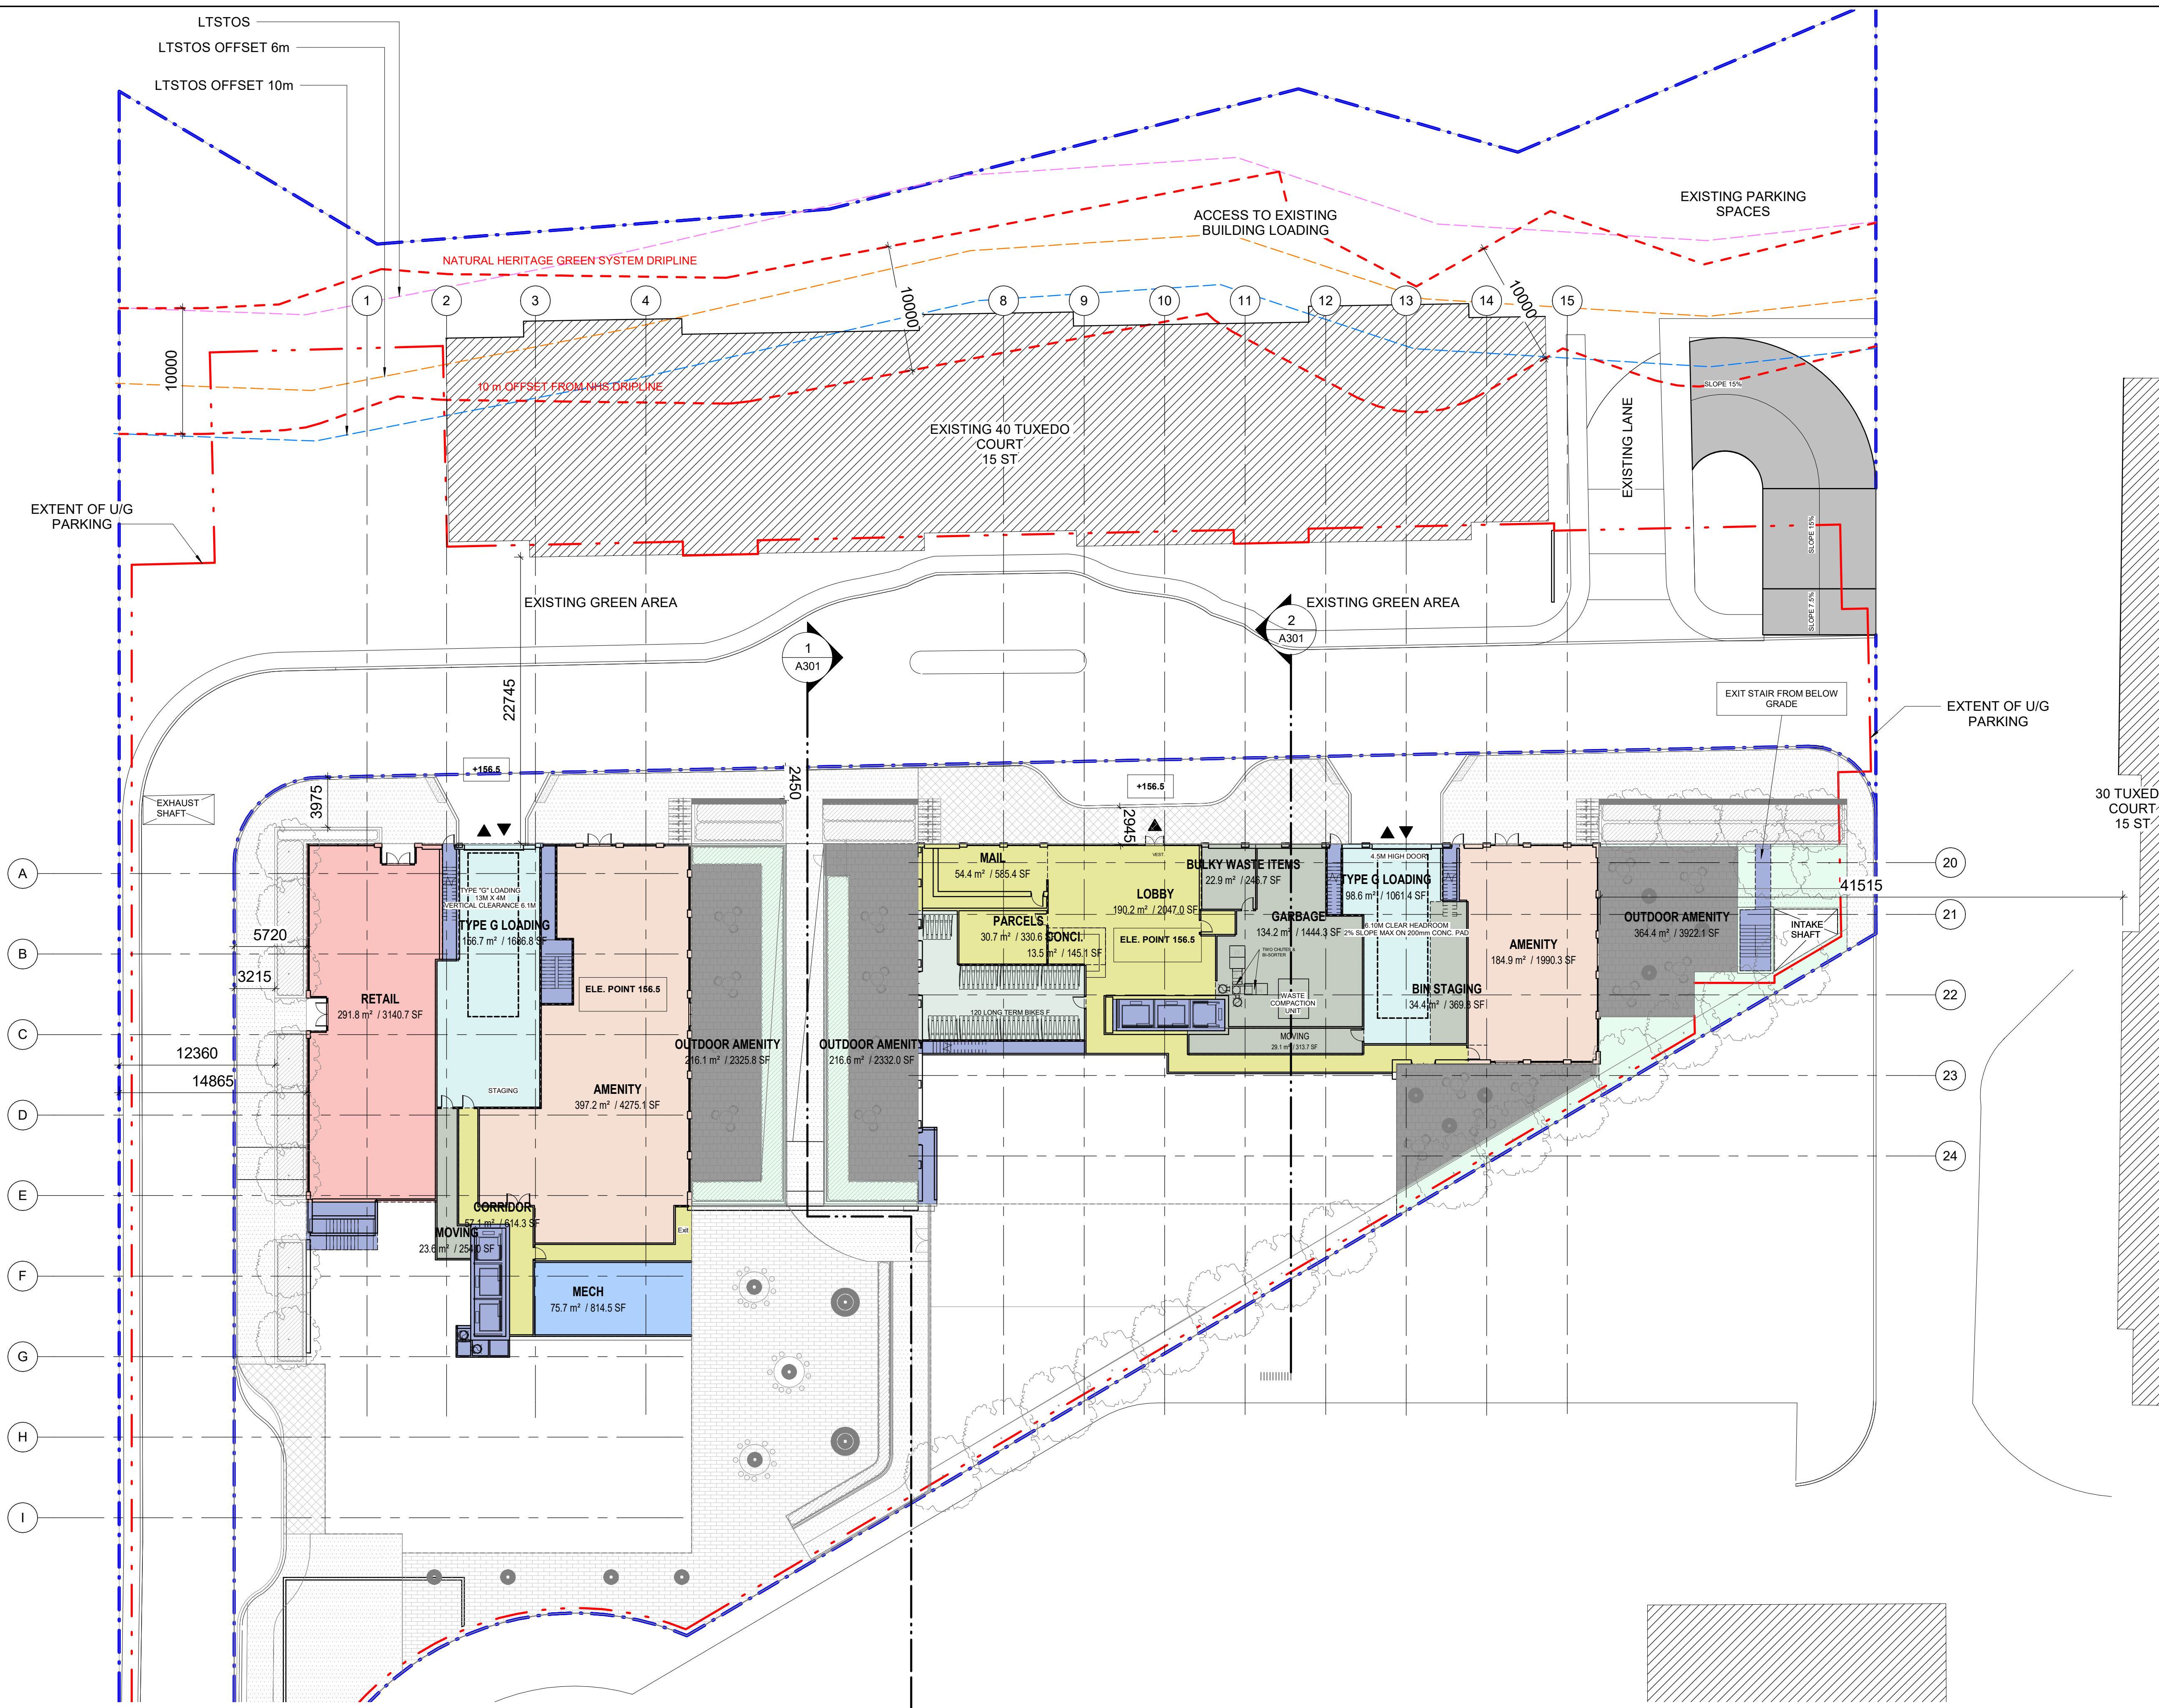 LTSTOS
LTSTOS OFFSET 6m
LTSTOS OFFSET 10m
EXISTING PARKING
SPACES
ACCESS TO EXISTING
BUILDING LOADING
NATURAL HERITAGE GREEN SYSTEM DRIPLINE
1
2
3
4
8
9
10
11
12
13
14
15
10000
10000
10000
10 m OFFSET FROM NHS DRIPLINE
SLOPE 15%
EXISTING 40 TUXEDO
COURT
15 ST
EXISTING LANE
EXTENT OF U/G
PARKING
SLOPE 15%
SLOPE 7.5%
EXISTING GREEN AREA
EXISTING GREEN AREA
1
A301
2
A301
22745
EXIT STAIR FROM BELOW
GRADE
EXTENT OF U/G
PARKING
+156.5
2450
+156.5
3975
2945
EXHAUST
SHAFT
30 TUXED
COURT
15 ST
A
B
C
D
E
F
G
H
I
20
21
22
23
24
41515
5720
3215
12360
14865
TYPE "G" LOADING
13M X 4M
VERTICAL CLEARANCE 6.1M
TYPE G LOADING
156.7 m² / 1686.8 SF
STAGING
RETAIL
291.8 m² / 3140.7 SF
ELE. POINT 156.5
AMENITY
397.2 m² / 4275.1 SF
OUTDOOR AMENITY
216.1 m² / 2325.8 SF
OUTDOOR AMENITY
216.6 m² / 2332.0 SF
MAIL
54.4 m² / 585.4 SF
VEST.
LOBBY
190.2 m² / 2047.0 SF
PARCELS
30.7 m² / 330.6 S
CONCI.
13.5 m² / 145.1 SF
ELE. POINT 156.5
120 LONG TERM BIKES F
BULKY WASTE ITEMS
22.9 m² / 246.7 SF
GARBAGE
134.2 m² / 1444.3 SF
TWO CHUTES &
BI-SORTER
WASTE
COMPACTION
UNIT
MOVING
29.1 m² / 313.7 SF
4.5M HIGH DOOR
TYPE G LOADING
98.6 m² / 1061.4 SF
6.10M CLEAR HEADROOM
2% SLOPE MAX ON 200mm CONC. PAD
BIN STAGING
34.4 m² / 369.8 SF
AMENITY
184.9 m² / 1990.3 SF
OUTDOOR AMENITY
364.4 m² / 3922.1 SF
INTAKE
SHAFT
CORRIDOR
57.1 m² / 614.3 SF
MOVING
23.6 m² / 254.0 SF
Exit
MECH
75.7 m² / 814.5 SF